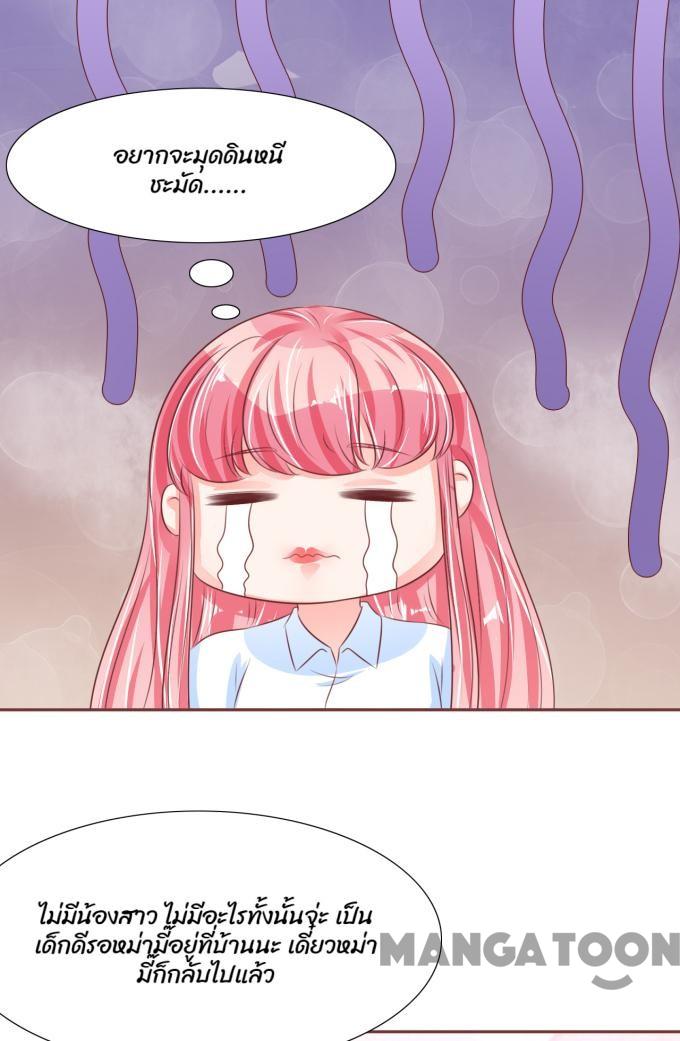 อยากจะมุดดินหนี
ชะมัด......
ไม่มีน้องสาว ไม่มีอะไรทั้งนั้นจ่ะ เป็น
เด็กดีรอหม่ามี๊อยู่ที่บ้านนะ เดี๋ยวหม่า
มี๊ก็กลับไปแล้ว
MANGATOON